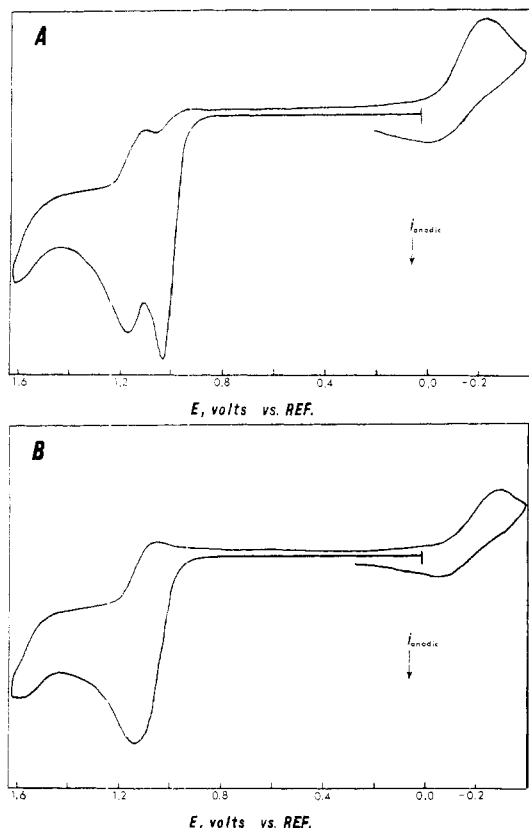 A
i anodic
1.6 1.2 0.8 0.4 0.0 -0.2
E, volts vs. REF.
B
i anodic
1.6 1.2 0.8 0.4 0.0 -0.2
E, volts vs. REF.